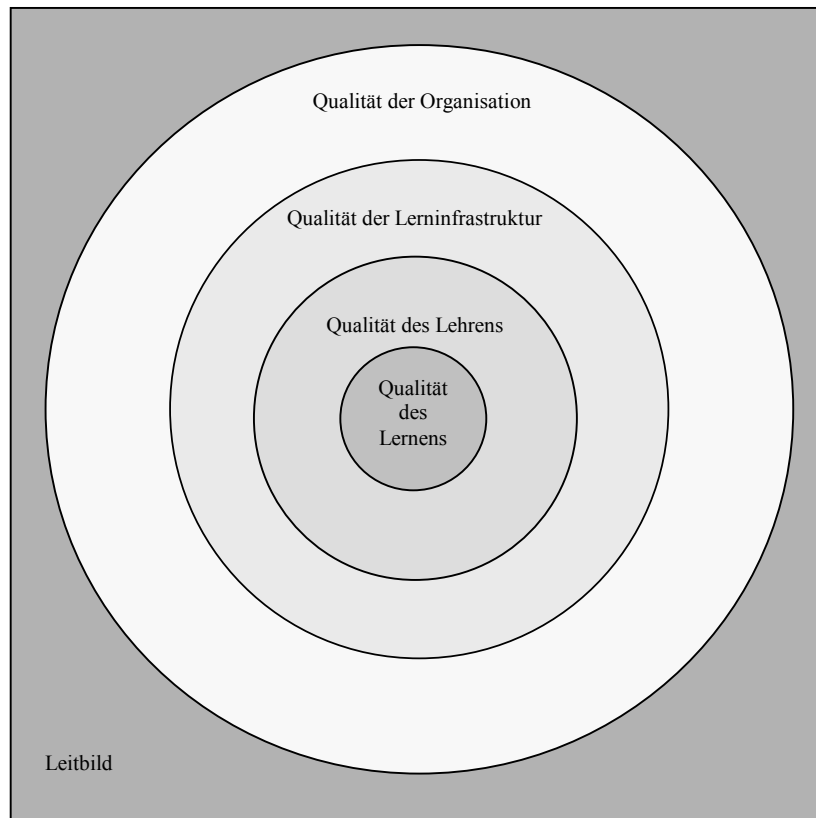 Qualität der Organisation
Qualität der Lerninfrastruktur
Qualität des Lehrens
Qualität
des
Lernens
Leitbild